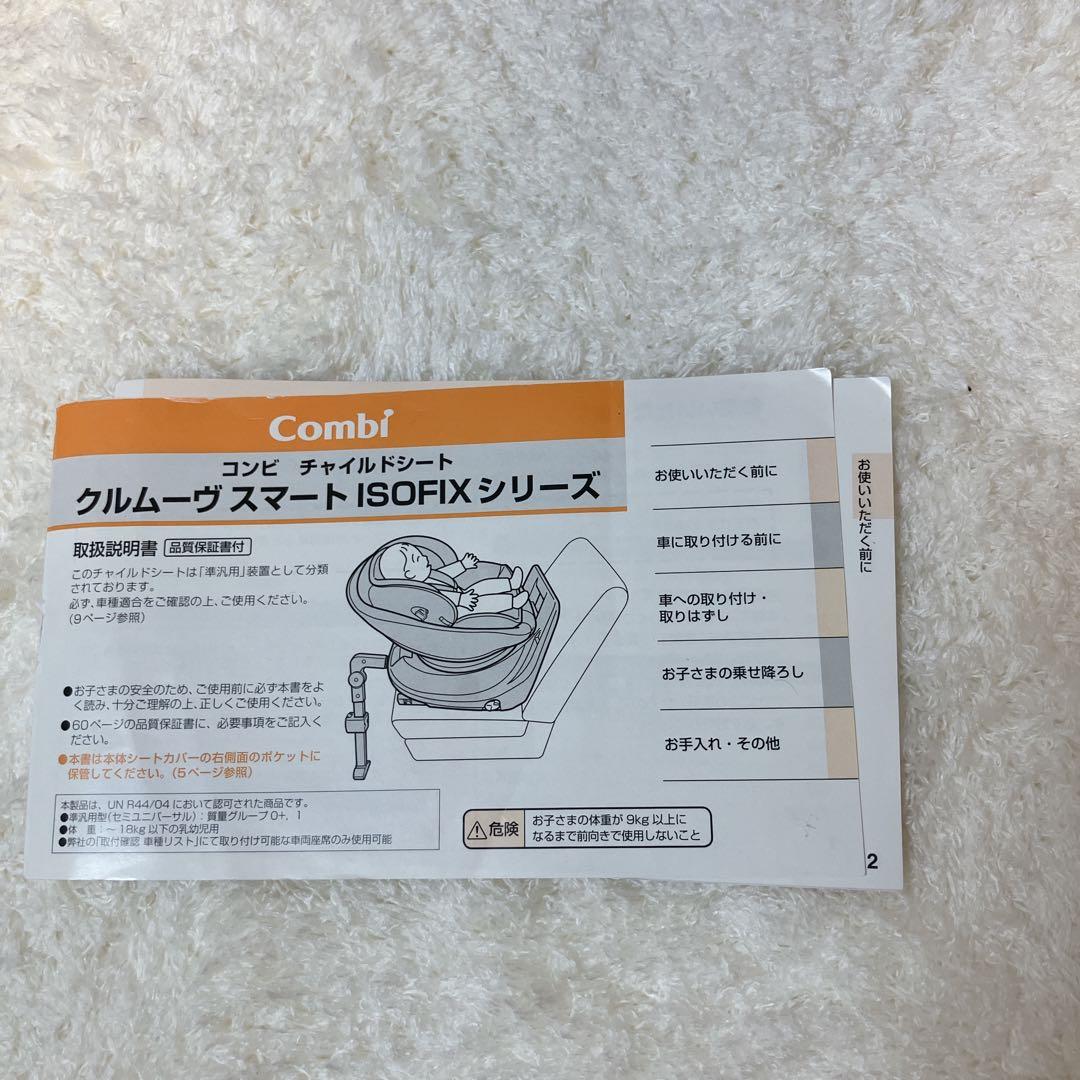 Combi
コンビ チャイルドシート
クルムーヴ スマート ISOFIXシリーズ
取扱説明書 品質保証書付
このチャイルドシートは「準汎用」装置として分類
されております。
必ず、車種適合をご確認の上、ご使用ください。
(9ページ参照)
●お子さまの安全のため、ご使用前に必ず本書をよ
く読み、十分ご理解の上、正しくご使用ください。
●60ページの品質保証書に、必要事項をご記入く
ださい。
●本書は本体シートカバーの右側面のポケットに
保管してください。(5ページ参照)
本製品は、UN R44/04 において認可された商品です。
●準汎用型(セミユニバーサル):質量グループ0+, 1
●体 重:~18kg以下の乳幼児用
●弊社の「取付確認 車種リスト」にて取り付け可能な車両座席のみ使用可能
危険
お子さまの体重が 9kg 以上に
なるまで前向きで使用しないこと
お使いいただく前に
車に取り付ける前に
車への取り付け・
取りはずし
お子さまの乗せ降ろし
お手入れ・その他
お使いいただく前に
2